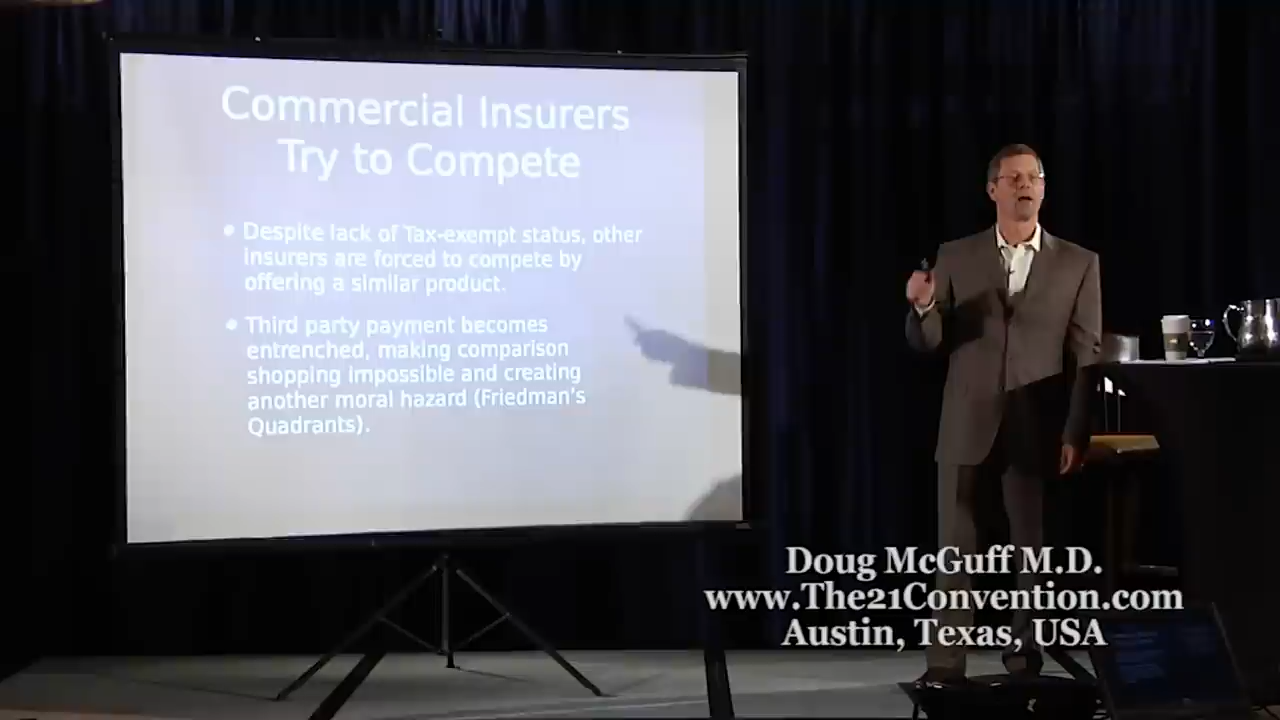 Commercial Insurers
Try to Compete
• Despite lack of Tax-exempt status, other
insurers are forced to compete by
offering a similar product.
• Third party payment becomes
entrenched, making comparison
shopping impossible and creating
another moral hazard (Friedman's
Quadrants).
Doug McGuff M.D.
www.The21Convention.com
Austin, Texas, USA